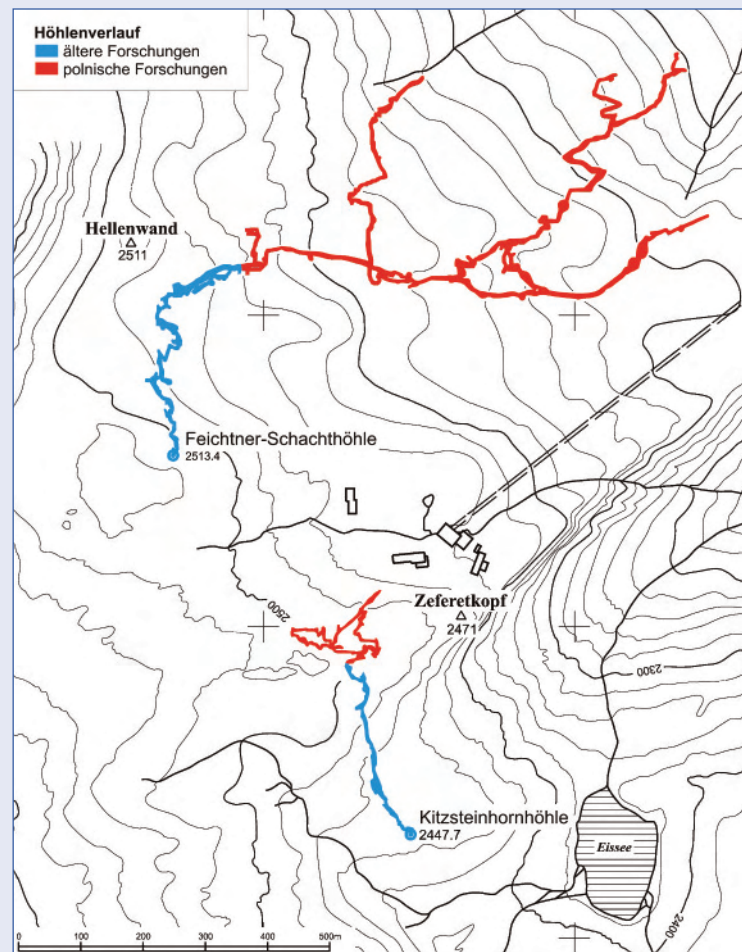 Höhlenverlauf
ältere Forschungen
polnische Forschungen
Hellenwand
2511
Feichtner-Schachthöhle
2513.4
2500
Zeferetkopf
2471
2300
Kitzsteinhornhöhle
2447.7
Eissee
2400
0 100 200 300 400 500m